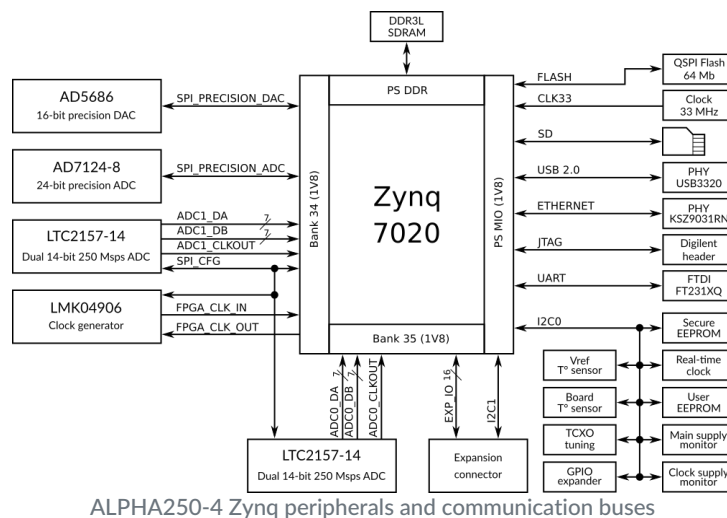 DDR3L
SDRAM
PS DDR
FLASH
QSPI Flash
64 Mb
AD5686
16-bit precision DAC
SPI_PRECISION_DAC
CLK33
Clock
33 MHz
SD
AD7124-8
24-bit precision ADC
SPI_PRECISION_ADC
Bank 34 (1V8)
Zynq
7020
PS MIO (1V8)
USB 2.0
PHY
USB3320
ETHERNET
PHY
KSZ9031RN
LTC2157-14
Dual 14-bit 250 Msps ADC
ADC1_DA
7
ADC1_DB
7
ADC1_CLKOUT
SPI_CFG
JTAG
Digilent
header
UART
FTDI
FT231XQ
LMK04906
Clock generator
FPGA_CLK_IN
FPGA_CLK_OUT
Bank 35 (1V8)
I2C0
Secure
EEPROM
Vref
T° sensor
Real-time
clock
ADC0_DA
7
ADC0_DB
7
ADC0_CLKOUT
EXP_IO
16
I2C1
Board
T° sensor
User
EEPROM
TCXO
tuning
Main supply
monitor
LTC2157-14
Dual 14-bit 250 Msps ADC
Expansion
connector
GPIO
expander
Clock supply
monitor
ALPHA250-4 Zynq peripherals and communication buses